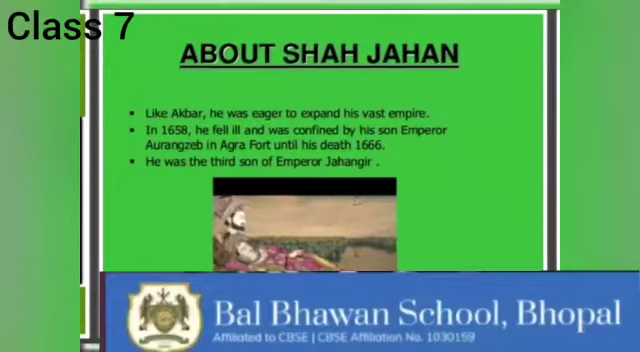 Class 7
ABOUT SHAH JAHAN
• Like Akbar, he was eager to expand his vast empire.
• In 1658, he fell ill and was confined by his son Emperor
Aurangzeb in Agra Fort until his death 1666.
• He was the third son of Emperor Jahangir .
Bal Bhawan School, Bhopal
Affiliated to CBSE | CBSE Affiliation No. 1030159